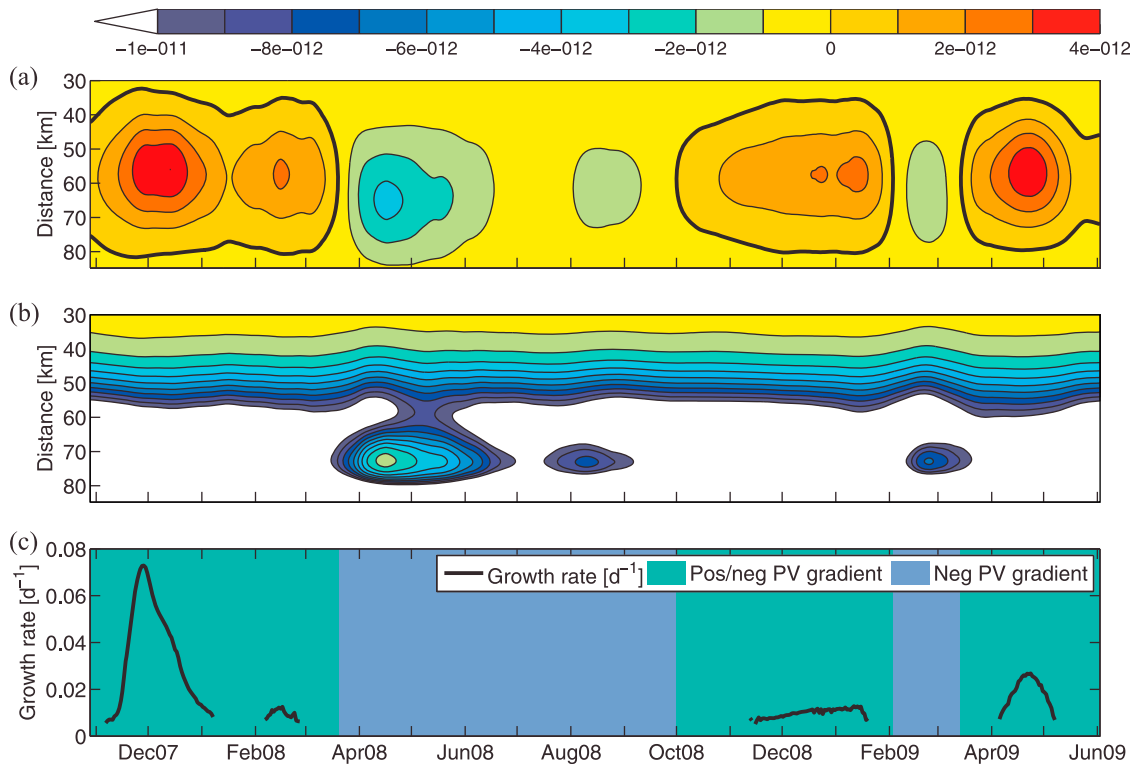 −1e−011 −8e−012 −6e−012 −4e−012 −2e−012 0 2e−012 4e−012
(a)
30
40
50
60
70
80
Distance [km]
(b)
30
40
50
60
70
80
Distance [km]
(c)
0.08
0.06
0.04
0.02
0
Growth rate [d⁻¹]
Growth rate [d⁻¹] Pos/neg PV gradient Neg PV gradient
Dec07 Feb08 Apr08 Jun08 Aug08 Oct08 Dec08 Feb09 Apr09 Jun09